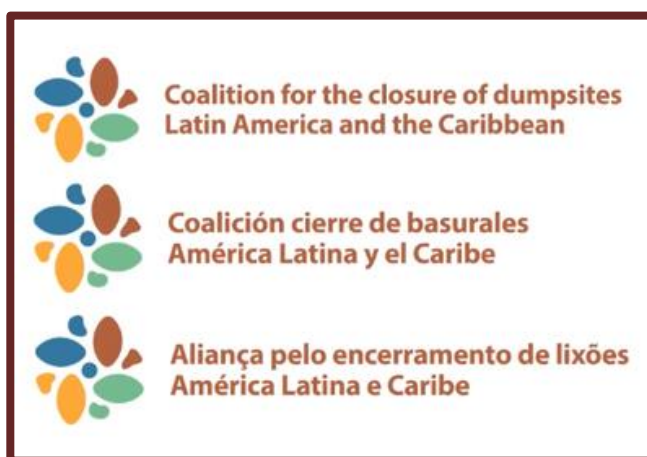 Coalition for the closure of dumpsites
Latin America and the Caribbean
Coalición cierre de basurales
América Latina y el Caribe
Aliança pelo encerramento de lixões
América Latina e Caribe